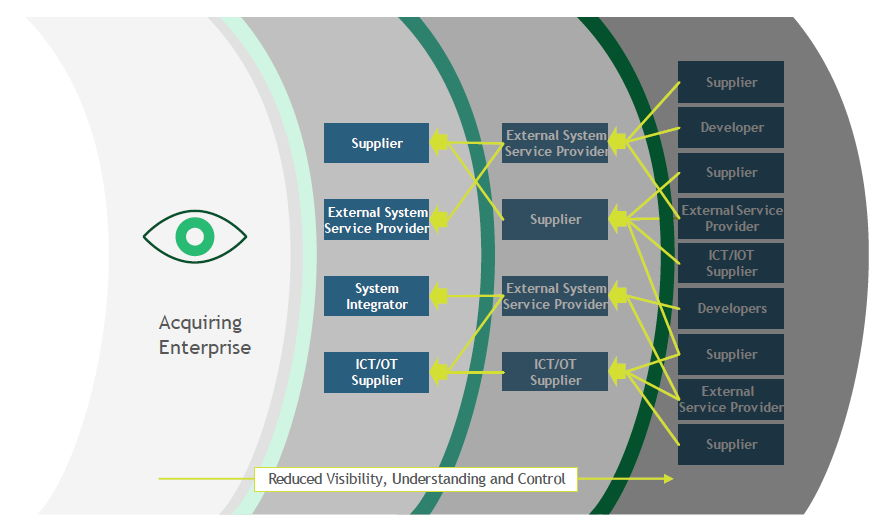 Acquiring
Enterprise
Supplier
External System
Service Provider
System
Integrator
ICT/OT
Supplier
External System
Service Provider
Supplier
External System
Service Provider
ICT/OT
Supplier
Supplier
Developer
Supplier
External Service
Provider
ICT/IOT
Supplier
Developers
Supplier
External
Service Provider
Supplier
Reduced Visibility, Understanding and Control